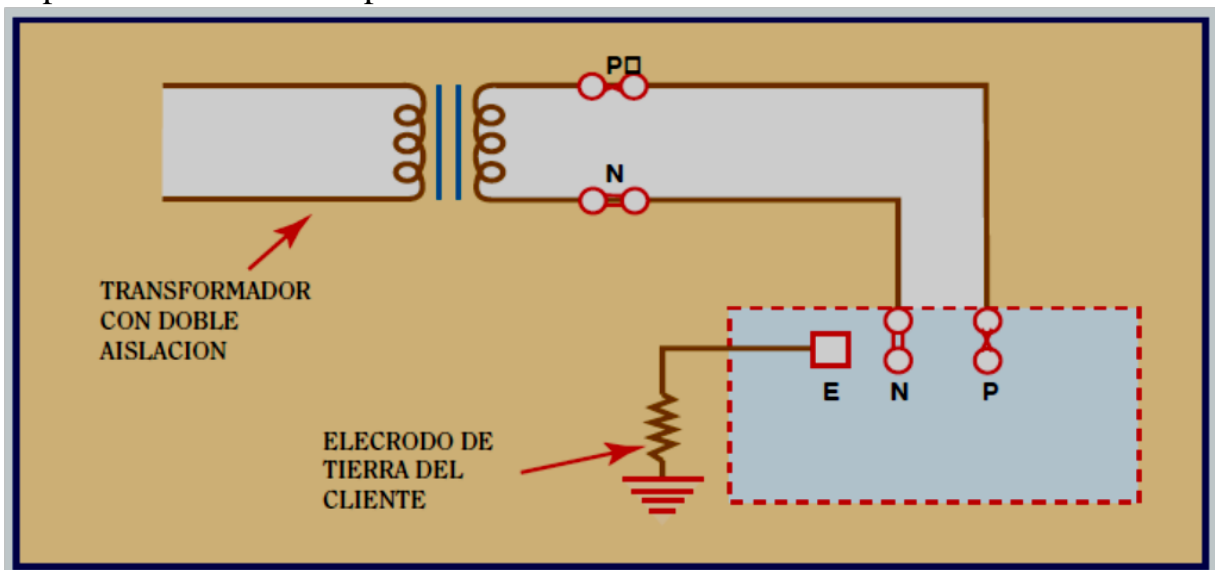 P□
N
TRANSFORMADOR
CON DOBLE
AISLACION
E N P
ELECRODO DE
TIERRA DEL
CLIENTE